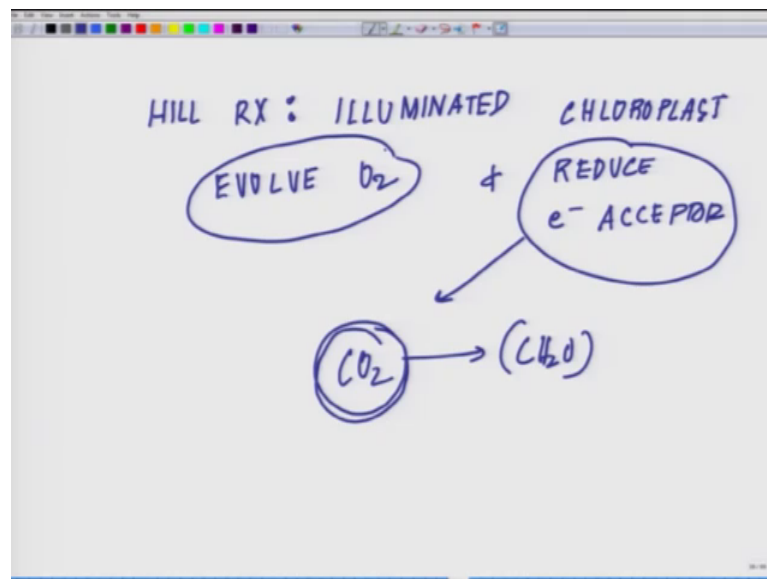 HILL RX : ILLUMINATED CHLOROPLAST
EVOLVE O₂ & REDUCE
e⁻ ACCEPTOR
CO₂ → (CH₂O)